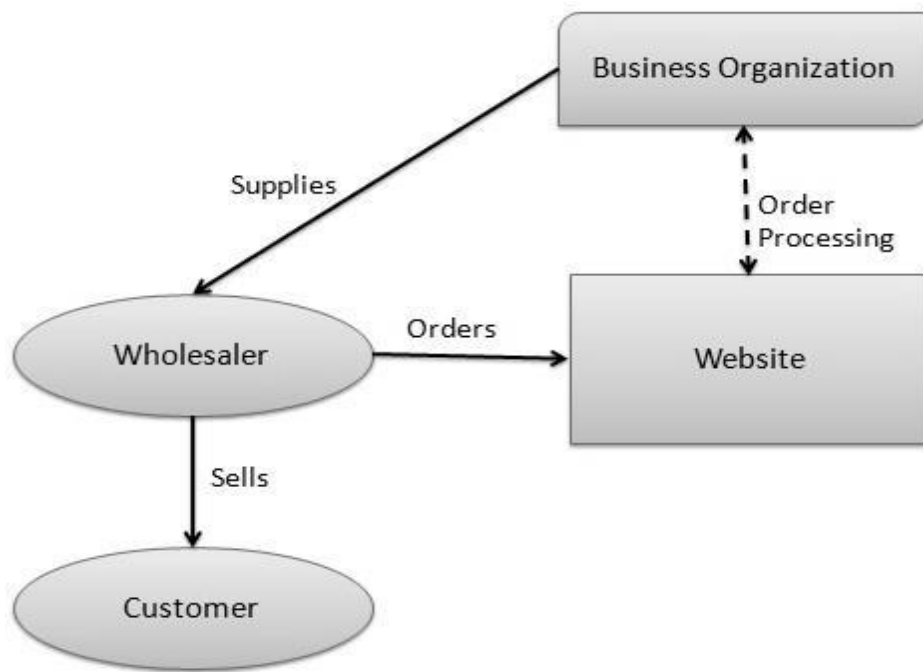 Business Organization
Supplies
Order
Processing
Orders
Wholesaler
Website
Sells
Customer